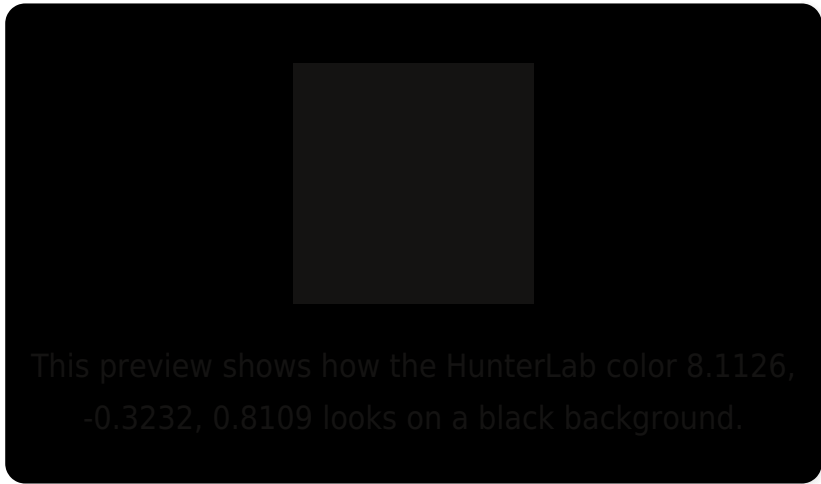 This preview shows how the HunterLab color 8.1126,
-0.3232, 0.8109 looks on a black background.